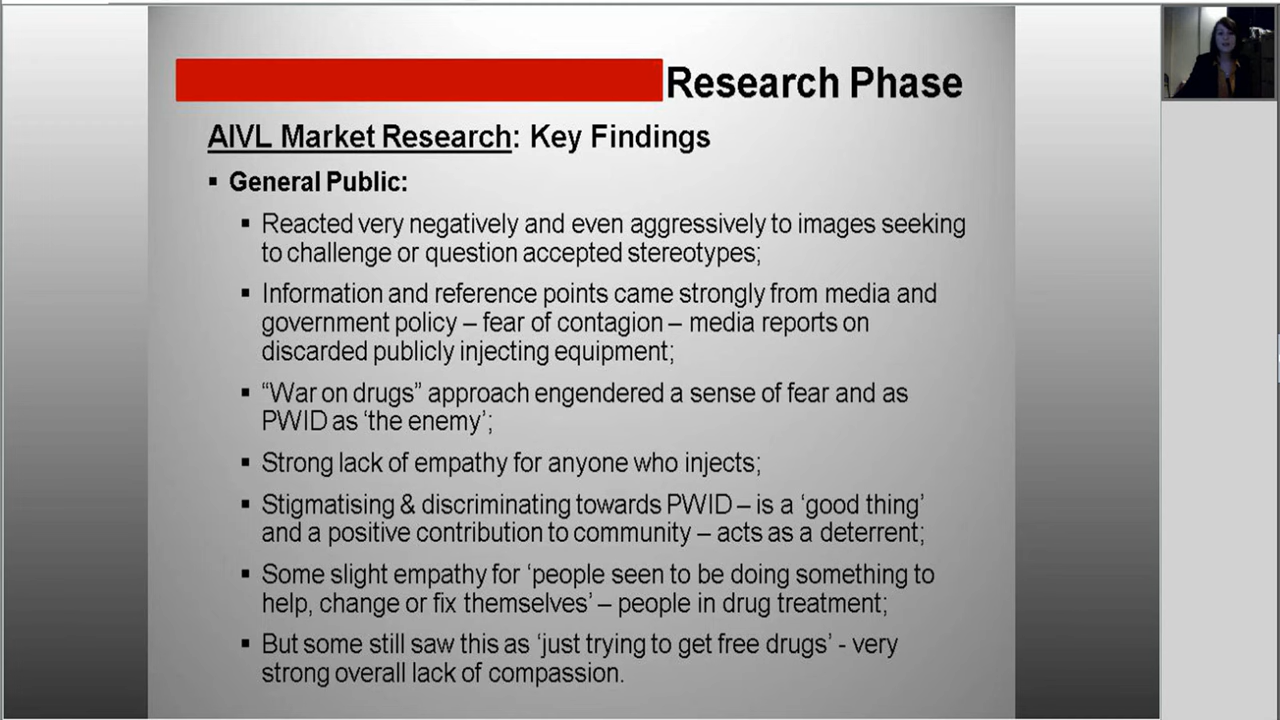 Research Phase
AIVL Market Research: Key Findings
▪ General Public:
▪ Reacted very negatively and even aggressively to images seeking
to challenge or question accepted stereotypes;
▪ Information and reference points came strongly from media and
government policy – fear of contagion – media reports on
discarded publicly injecting equipment;
▪ “War on drugs” approach engendered a sense of fear and as
PWID as ‘the enemy’;
▪ Strong lack of empathy for anyone who injects;
▪ Stigmatising & discriminating towards PWID – is a ‘good thing’
and a positive contribution to community – acts as a deterrent;
▪ Some slight empathy for ‘people seen to be doing something to
help, change or fix themselves’ – people in drug treatment;
▪ But some still saw this as ‘just trying to get free drugs’ - very
strong overall lack of compassion.